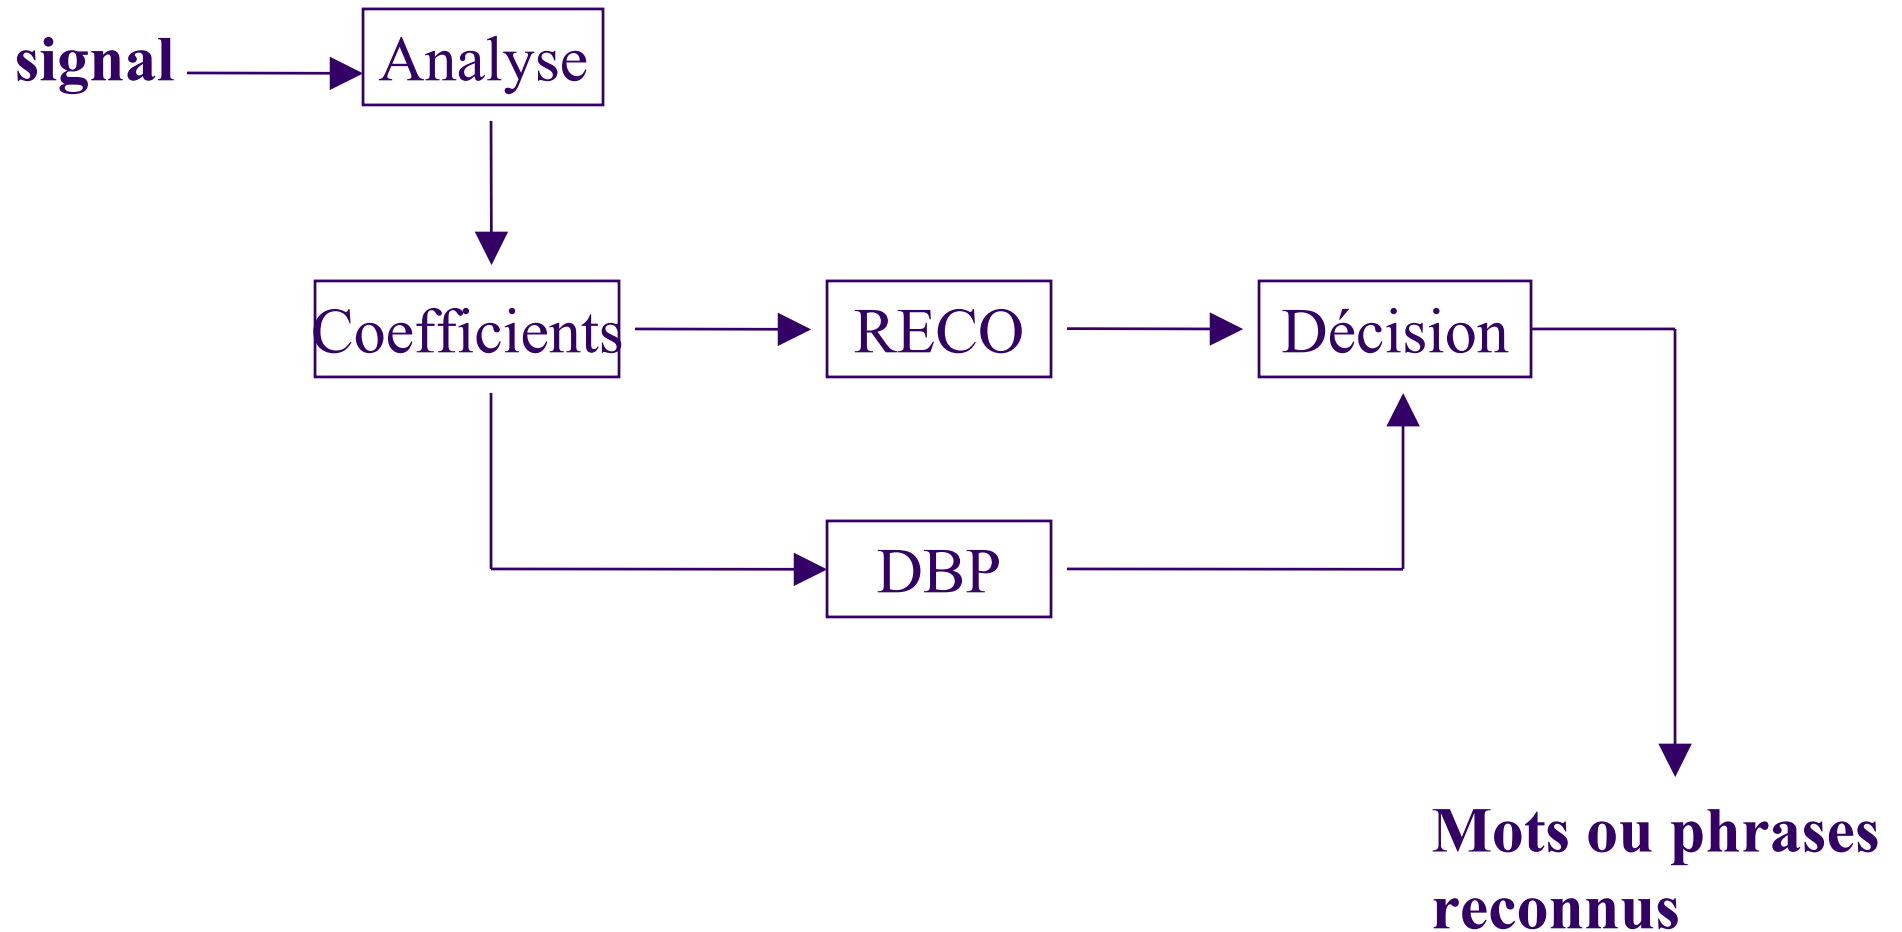 signal
Analyse
Coefficients
RECO
Décision
DBP
Mots ou phrases
reconnus